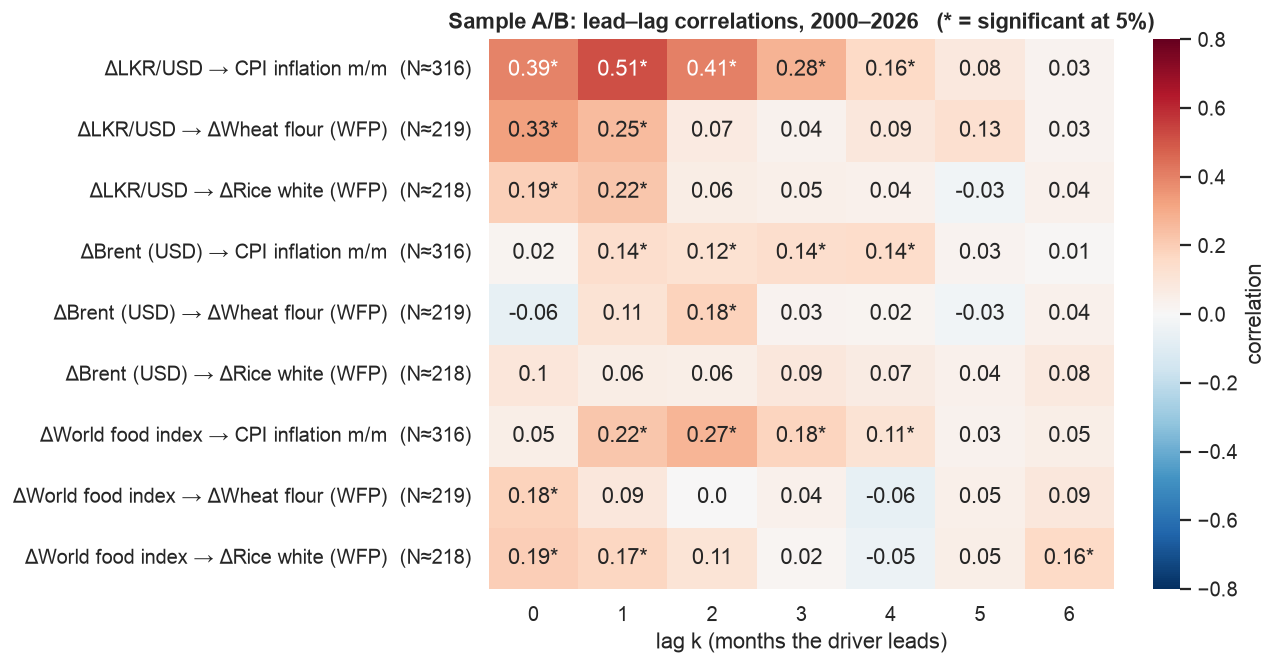 Sample A/B: lead–lag correlations, 2000–2026   (* = significant at 5%)
ΔLKR/USD → CPI inflation m/m  (N≈316) 0.39* 0.51* 0.41* 0.28* 0.16* 0.08 0.03
ΔLKR/USD → ΔWheat flour (WFP)  (N≈219) 0.33* 0.25* 0.07 0.04 0.09 0.13 0.03
ΔLKR/USD → ΔRice white (WFP)  (N≈218) 0.19* 0.22* 0.06 0.05 0.04 -0.03 0.04
ΔBrent (USD) → CPI inflation m/m  (N≈316) 0.02 0.14* 0.12* 0.14* 0.14* 0.03 0.01
ΔBrent (USD) → ΔWheat flour (WFP)  (N≈219) -0.06 0.11 0.18* 0.03 0.02 -0.03 0.04
ΔBrent (USD) → ΔRice white (WFP)  (N≈218) 0.1 0.06 0.06 0.09 0.07 0.04 0.08
ΔWorld food index → CPI inflation m/m  (N≈316) 0.05 0.22* 0.27* 0.18* 0.11* 0.03 0.05
ΔWorld food index → ΔWheat flour (WFP)  (N≈219) 0.18* 0.09 0.0 0.04 -0.06 0.05 0.09
ΔWorld food index → ΔRice white (WFP)  (N≈218) 0.19* 0.17* 0.11 0.02 -0.05 0.05 0.16*
0 1 2 3 4 5 6
lag k (months the driver leads)
0.8
0.6
0.4
0.2
0.0
−0.2
−0.4
−0.6
−0.8
correlation